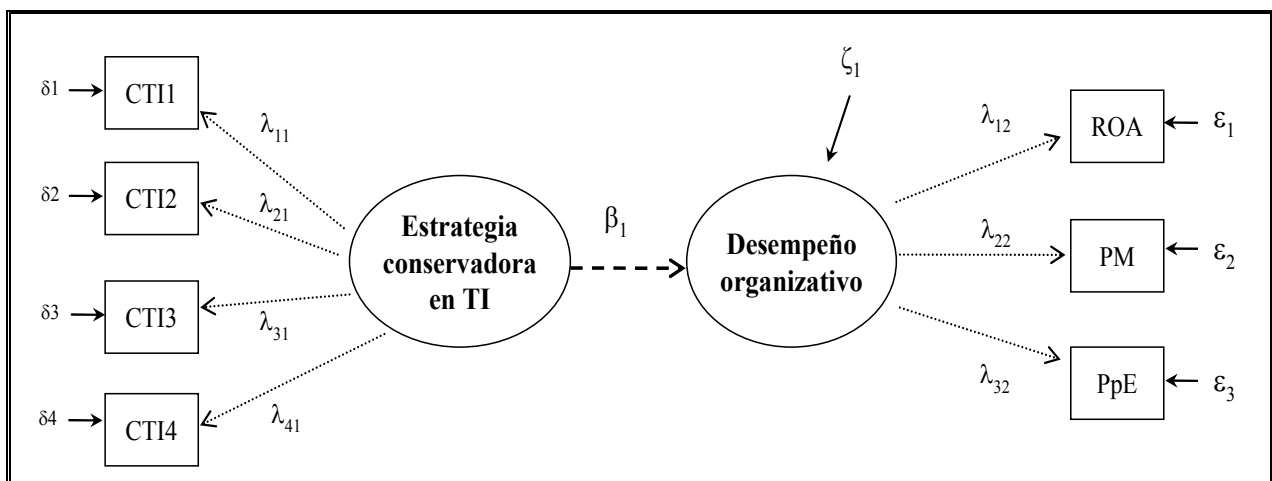 δ1
CTI1
λ11
δ2
CTI2
λ21
δ3
CTI3
λ31
δ4
CTI4
λ41
Estrategia
conservadora
en TI
β1
ζ1
Desempeño
organizativo
λ12
ROA
ε1
λ22
PM
ε2
λ32
PpE
ε3